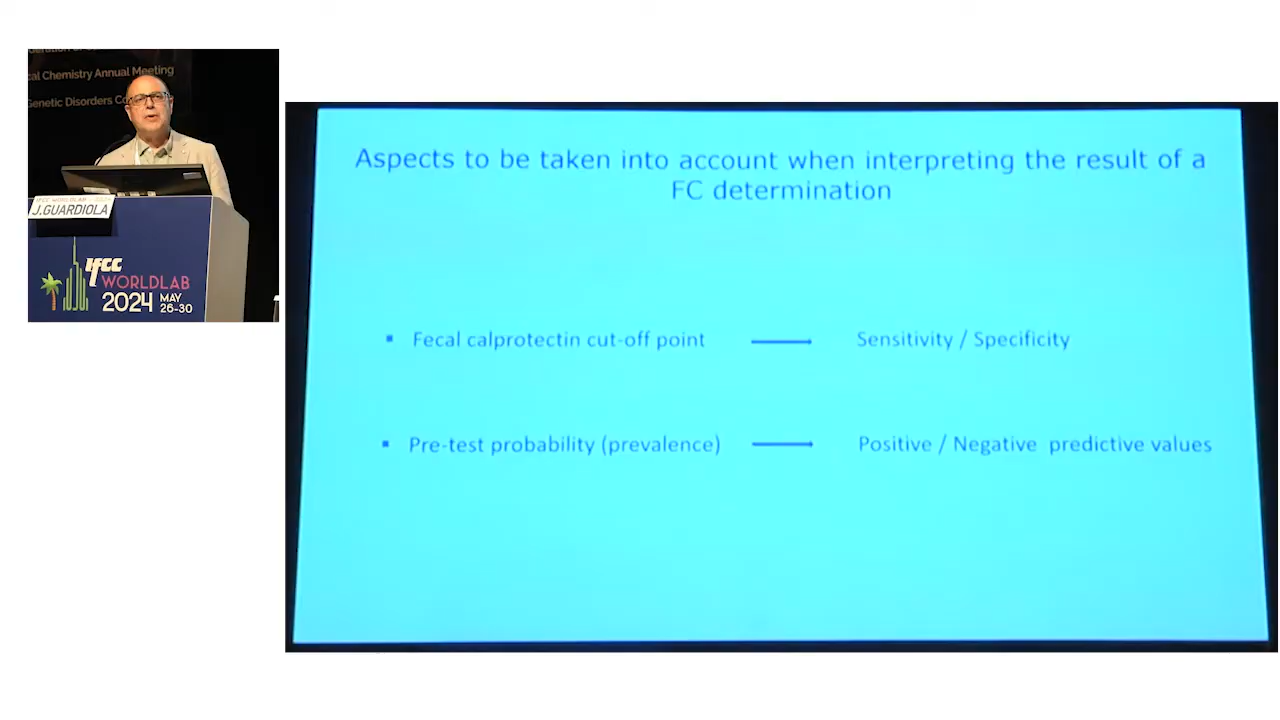 cal Chemistry Annual Meeting
Genetic Disorders
J.GUARDIOLA
IFCC
WORLDLAB
2024 MAY
26-30
Aspects to be taken into account when interpreting the result of a
FC determination
▪ Fecal calprotectin cut-off point → Sensitivity / Specificity
▪ Pre-test probability (prevalence) → Positive / Negative predictive values